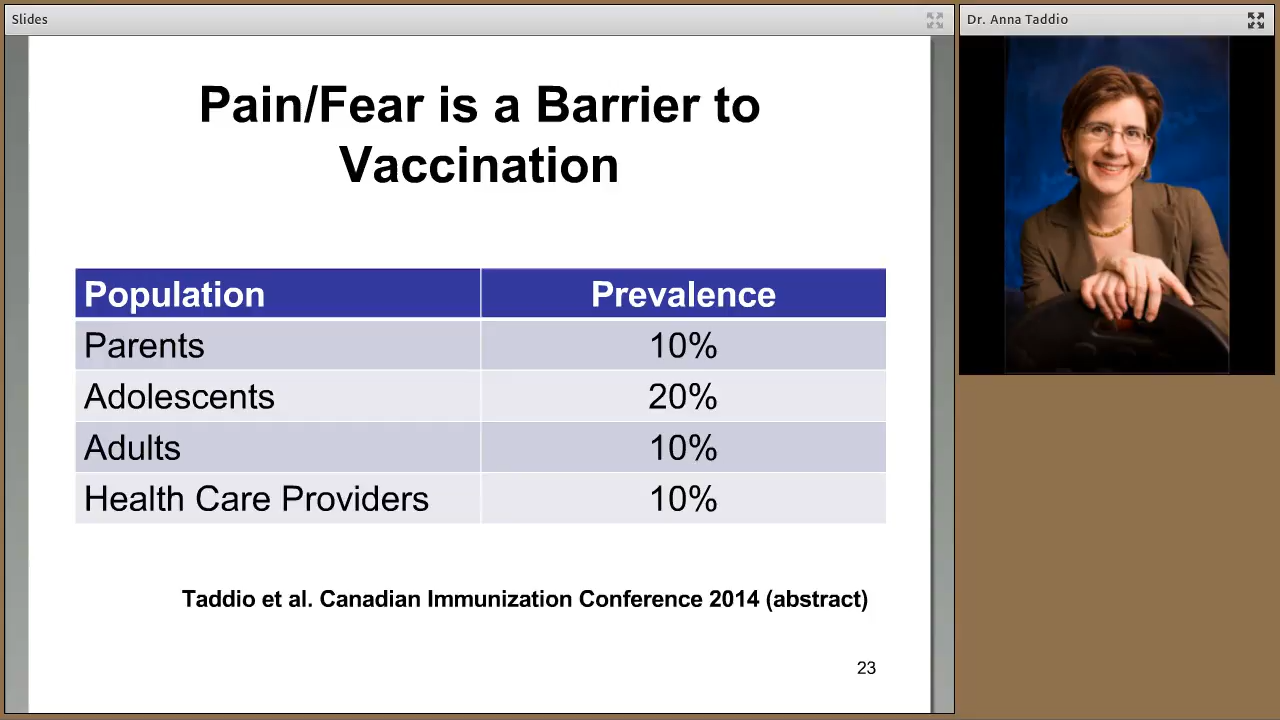 Slides
Dr. Anna Taddio
Pain/Fear is a Barrier to
Vaccination
Population Prevalence
Parents 10%
Adolescents 20%
Adults 10%
Health Care Providers 10%
Taddio et al. Canadian Immunization Conference 2014 (abstract)
23